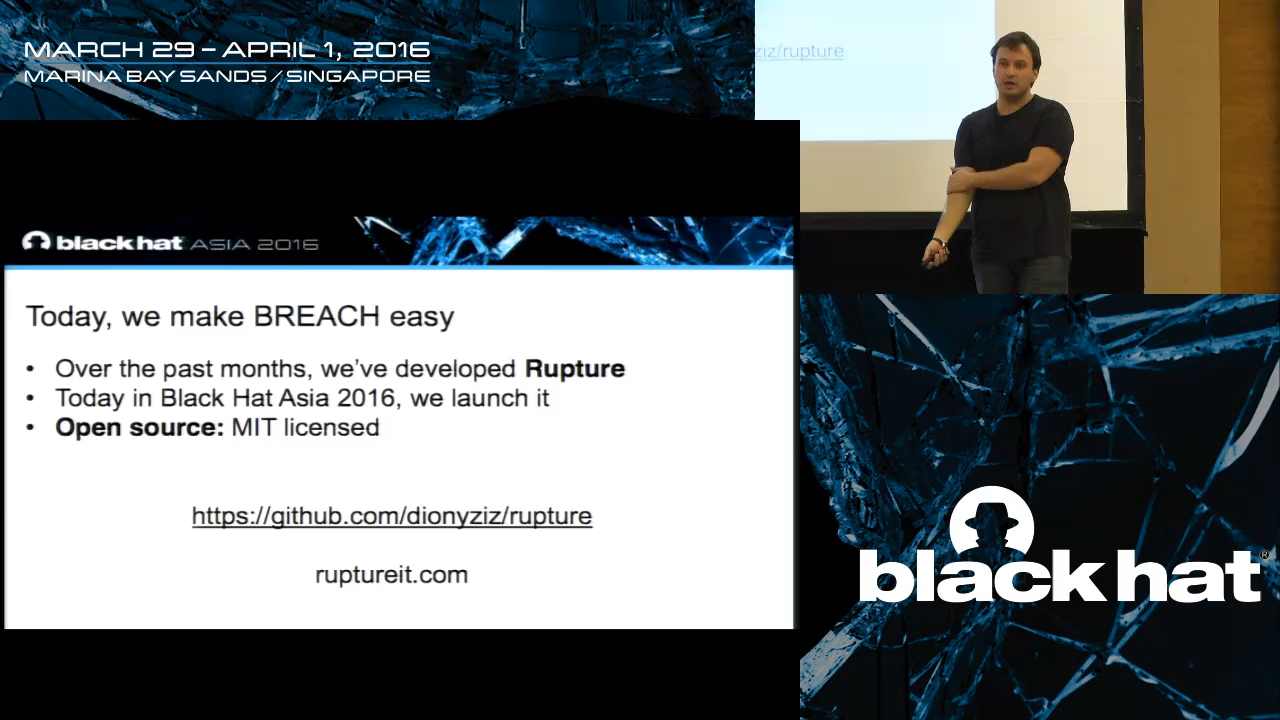 MARCH 29 – APRIL 1, 2016
MARINA BAY SANDS / SINGAPORE
ziz/rupture
black hat ASIA 2016
Today, we make BREACH easy
• Over the past months, we've developed Rupture
• Today in Black Hat Asia 2016, we launch it
• Open source: MIT licensed
https://github.com/dionyziz/rupture
ruptureit.com
black hat®